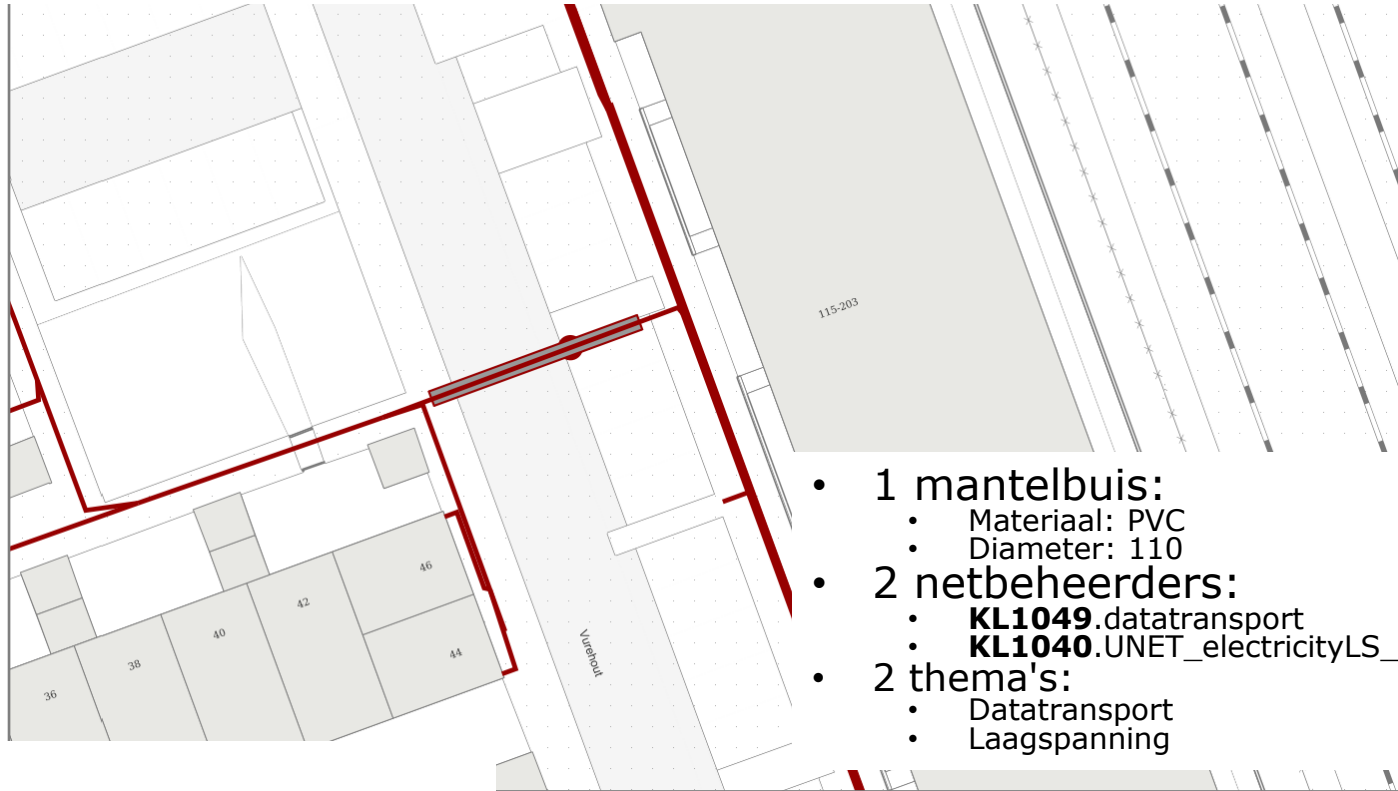 115-203
46
42
40
44
38
36
Vurehout
• 1 mantelbuis:
• Materiaal: PVC
• Diameter: 110
• 2 netbeheerders:
• KL1049.datatransport
• KL1040.UNET_electricityLS_
• 2 thema's:
• Datatransport
• Laagspanning